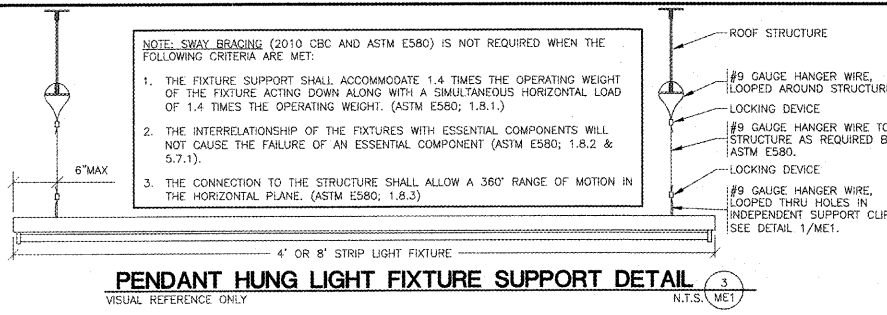 NOTE: SWAY BRACING (2010 CBC AND ASTM E580) IS NOT REQUIRED WHEN THE
FOLLOWING CRITERIA ARE MET:
1. THE FIXTURE SUPPORT SHALL ACCOMMODATE 1.4 TIMES THE OPERATING WEIGHT
OF THE FIXTURE ACTING DOWN ALONG WITH A SIMULTANEOUS HORIZONTAL LOAD
OF 1.4 TIMES THE OPERATING WEIGHT. (ASTM E580; 1.8.1.)
2. THE INTERRELATIONSHIP OF THE FIXTURES WITH ESSENTIAL COMPONENTS WILL
NOT CAUSE THE FAILURE OF AN ESSENTIAL COMPONENT (ASTM E580; 1.8.2 &
5.7.1).
3. THE CONNECTION TO THE STRUCTURE SHALL ALLOW A 360° RANGE OF MOTION IN
THE HORIZONTAL PLANE. (ASTM E580; 1.8.3)
ROOF STRUCTURE
#9 GAUGE HANGER WIRE,
LOOPED AROUND STRUCTURE
LOCKING DEVICE
#9 GAUGE HANGER WIRE TO
STRUCTURE AS REQUIRED
ASTM E580.
LOCKING DEVICE
#9 GAUGE HANGER WIRE,
LOOPED THRU HOLES IN
INDEPENDENT SUPPORT CLIP
SEE DETAIL 1/ME1.
6"MAX
4' OR 8' STRIP LIGHT FIXTURE
PENDANT HUNG LIGHT FIXTURE SUPPORT DETAIL
VISUAL REFERENCE ONLY
N.T.S.
3
ME1